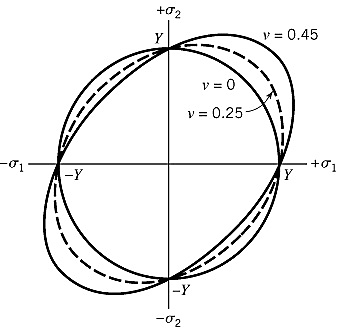 +σ₂
Y
ν = 0.45
ν = 0
ν = 0.25
−σ₁
−Y
Y
+σ₁
−Y
−σ₂